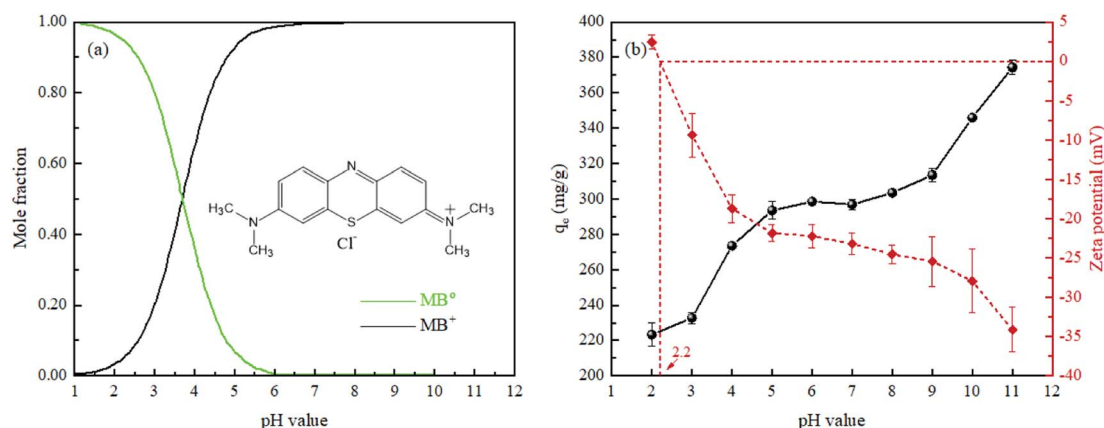 (a)
Mole fraction
1.00
0.80
0.60
0.40
0.20
0.00
1 2 3 4 5 6 7 8 9 10 11 12
pH value
N
H₃C
N
CH₃
S
Cl⁻
N⁺
CH₃
CH₃
MB⁰
MB⁺
(b)
qₑ (mg/g)
400
380
360
340
320
300
280
260
240
220
200
1 2 3 4 5 6 7 8 9 10 11 12
pH value
2.2
5
0
-5
-10
-15
-20
-25
-30
-35
-40
Zeta potential (mV)